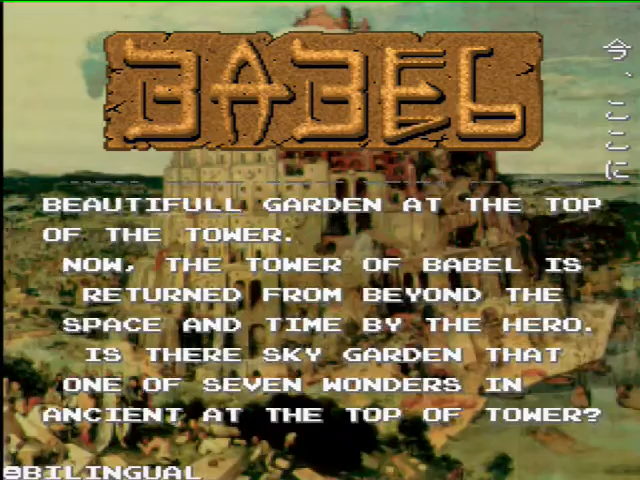 BABEL
今、ここに
BEAUTIFULL GARDEN AT THE TOP
OF THE TOWER.
NOW, THE TOWER OF BABEL IS
RETURNED FROM BEYOND THE
SPACE AND TIME BY THE HERO.
IS THERE SKY GARDEN THAT
ONE OF SEVEN WONDERS IN
ANCIENT AT THE TOP OF TOWER?
BILINGUAL